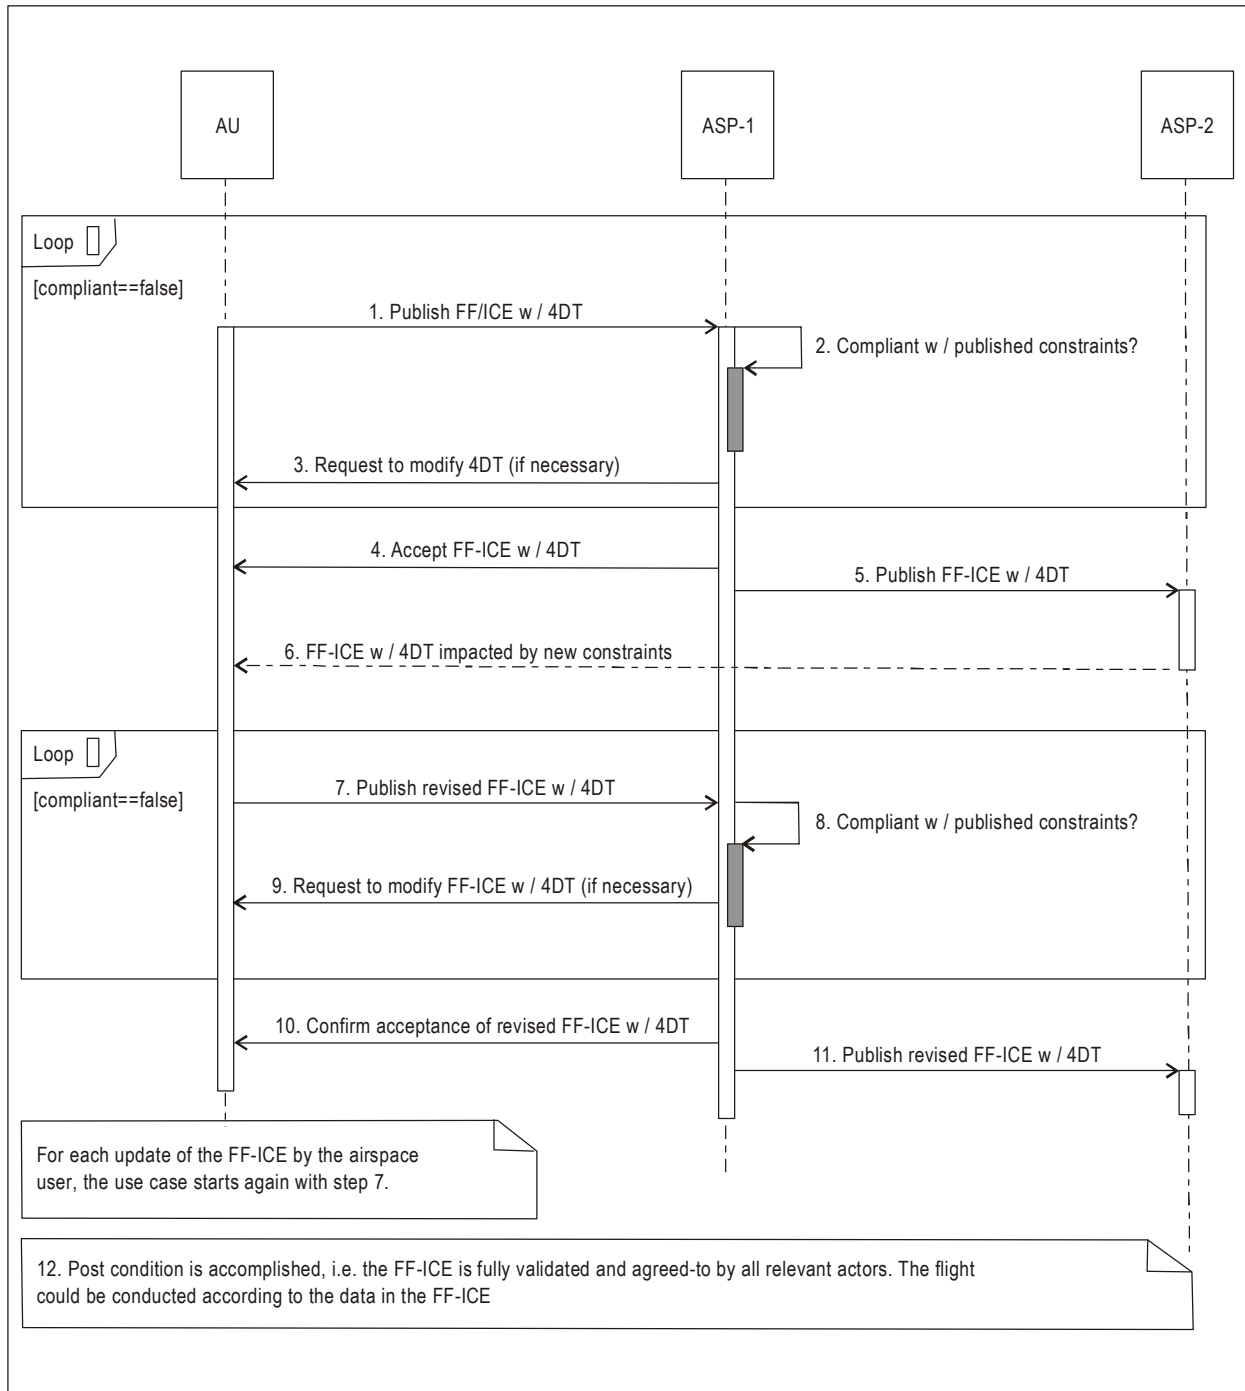 AU
ASP-1
ASP-2
Loop
[compliant==false]
1. Publish FF/ICE w / 4DT
2. Compliant w / published constraints?
3. Request to modify 4DT (if necessary)
4. Accept FF-ICE w / 4DT
5. Publish FF-ICE w / 4DT
6. FF-ICE w / 4DT impacted by new constraints
Loop
[compliant==false]
7. Publish revised FF-ICE w / 4DT
8. Compliant w / published constraints?
9. Request to modify FF-ICE w / 4DT (if necessary)
10. Confirm acceptance of revised FF-ICE w / 4DT
11. Publish revised FF-ICE w / 4DT
For each update of the FF-ICE by the airspace
user, the use case starts again with step 7.
12. Post condition is accomplished, i.e. the FF-ICE is fully validated and agreed-to by all relevant actors. The flight
could be conducted according to the data in the FF-ICE